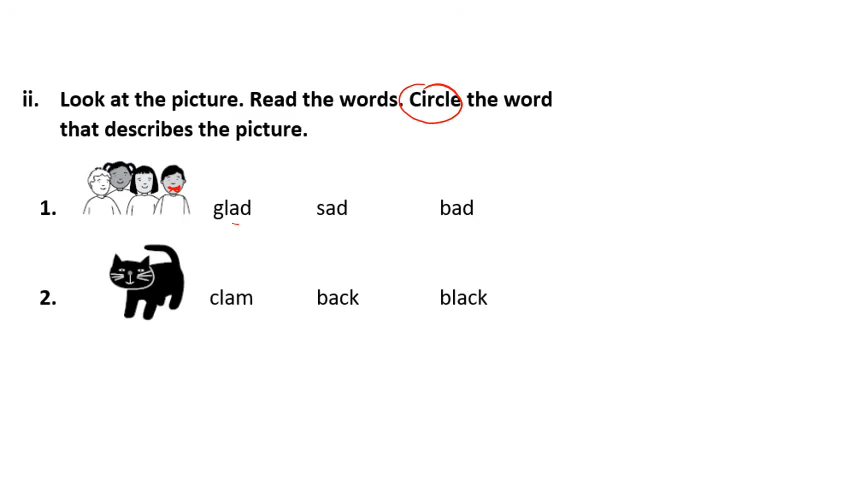 ii. Look at the picture. Read the words. Circle the word
that describes the picture.
1. glad sad bad
2. clam back black